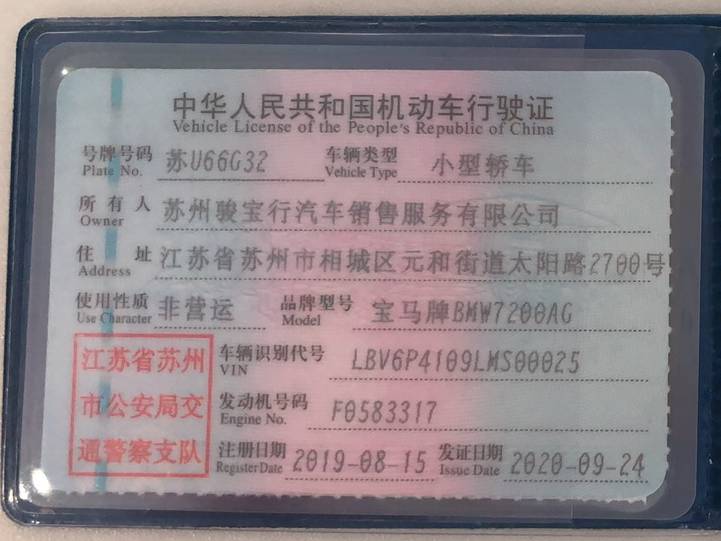 中华人民共和国机动车行驶证
Vehicle License of the People's Republic of China
号牌号码 苏U66G32 车辆类型 小型轿车
Plate No. Vehicle Type
所有人 苏州骏宝行汽车销售服务有限公司
Owner
住址 江苏省苏州市相城区元和街道太阳路2700号
Address
使用性质 非营运 品牌型号 宝马牌BMW7200AG
Use Character Model
江苏省苏州 车辆识别代号 LBV6P4109LMS00025
VIN
市公安局交 发动机号码 F0583317
Engine No.
通警察支队 注册日期 2019-08-15 发证日期 2020-09-24
Register Date Issue Date